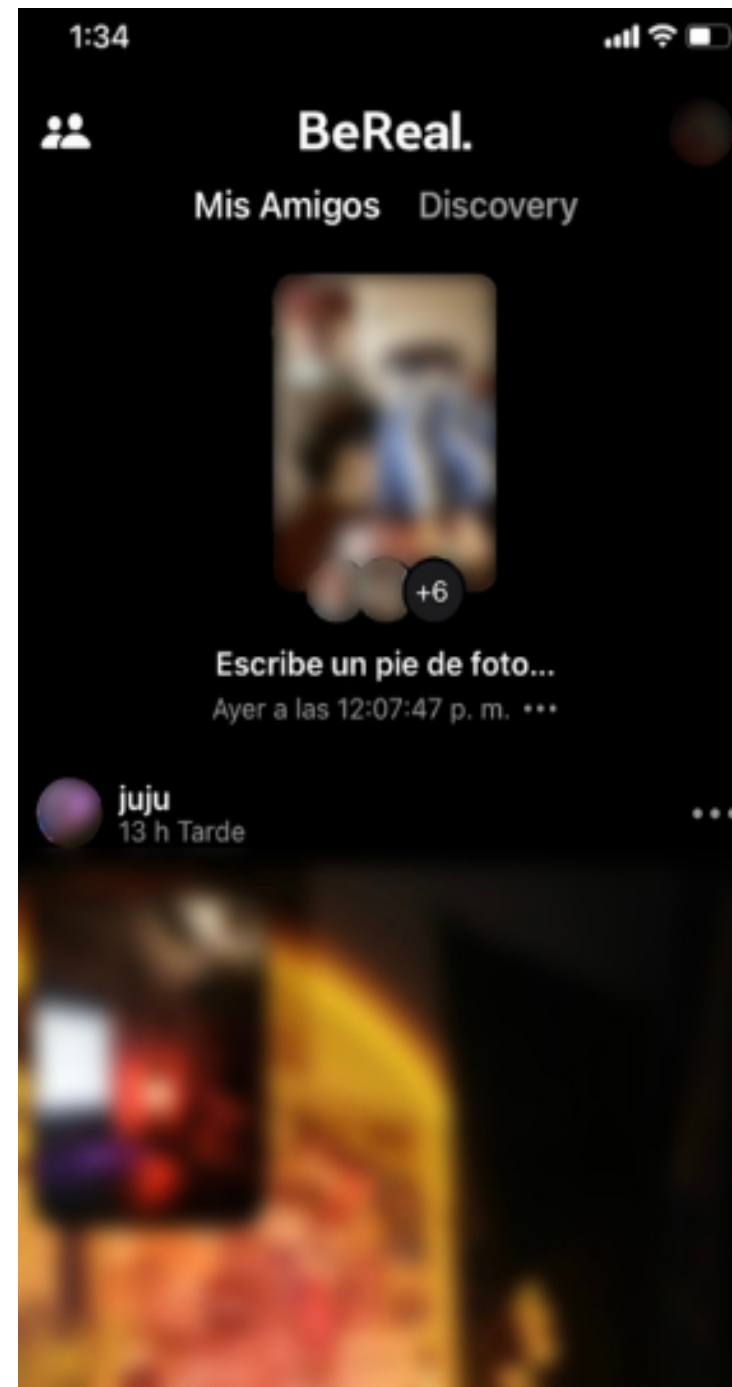 1:34
BeReal.
Mis Amigos Discovery
+6
Escribe un pie de foto...
Ayer a las 12:07:47 p. m. •••
juju
13 h Tarde